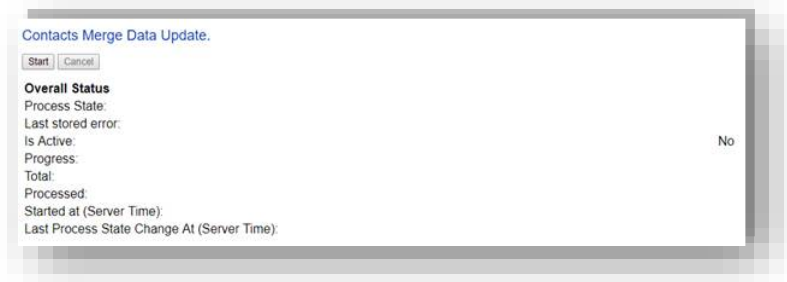 Contacts Merge Data Update.
Start Cancel
Overall Status
Process State:
Last stored error:
Is Active: No
Progress:
Total:
Processed:
Started at (Server Time):
Last Process State Change At (Server Time):